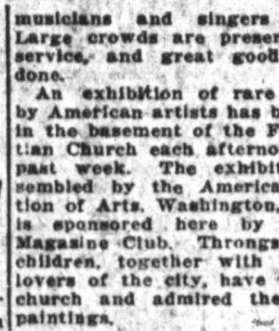 musicians and singers
Large crowds are presen
service, and great good
done.
An exhibition of rare
by American artists has b
in the basement of the F
tian Church each afterno
past week. The exhibit
sembled by the America
tion of Arts, Washington,
is sponsored here by
Magasine Club. Throngs
children, together with
lovers of the city, have
church and admired the
paintings.